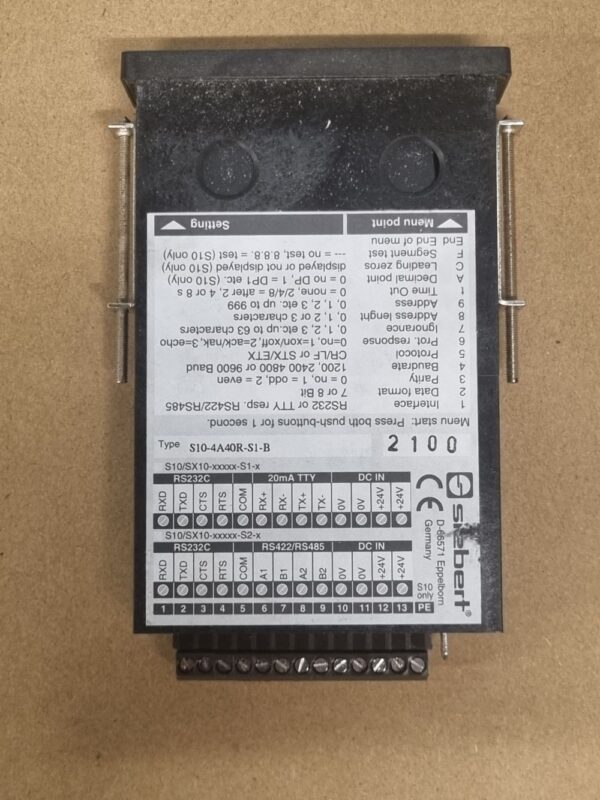 Menu start: Press both push-buttons for 1 second.
1 Interface RS232 or TTY resp. RS422/RS485
2 Data format 7 or 8 Bit
3 Parity 0 = no, 1 = odd, 2 = even
4 Baudrate 1200, 2400 4800 or 9600 Baud
5 Protocol CR/LF or STX/ETX
6 Prot. response 0-no, 1=xon/xoff, 2=ack/nak, 3=echo
7 Ignorance 0, 1, 2, 3 etc up to 63 characters
8 Address lenght 0, 1, 2 or 3 characters
9 Address 0, 1, 2, 3 etc up to 999
t Time Out 0 = none, 2/4/8 = after 2, 4 or 8 s
A Decimal point 0 = no DP, 1 = DP1 etc. (S10 only)
C Leading zeros displayed or not displayed (S10 only)
F Segment test --- = no test, 8.8.8. = test (S10 only)
End End of menu
Menu point Setting
Type S10-4A40R-S1-B 2100
S10/SX10-xxxxx-S1-x
RS232C 20mA TTY DC IN
RXD TXD CTS RTS COM RX+ RX- TX+ TX- 0V 0V +24V +24V
S10/SX10-xxxxx-S2-x
RS232C RS422/RS485 DC IN
RXD TXD CTS RTS COM A1 B1 A2 B2 0V 0V +24V +24V
S10 only
1 2 3 4 5 6 7 8 9 10 11 12 13 PE
CE
Siebert®
D-66571 Eppelborn
Germany